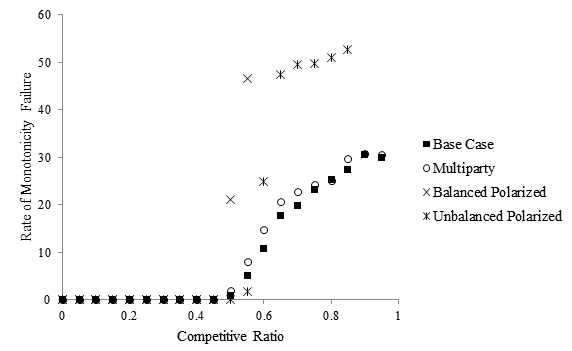 60
50
40
30
20
10
0
Rate of Monotonicity Failure
0 0.2 0.4 0.6 0.8 1
Competitive Ratio
Base Case
Multiparty
Balanced Polarized
Unbalanced Polarized